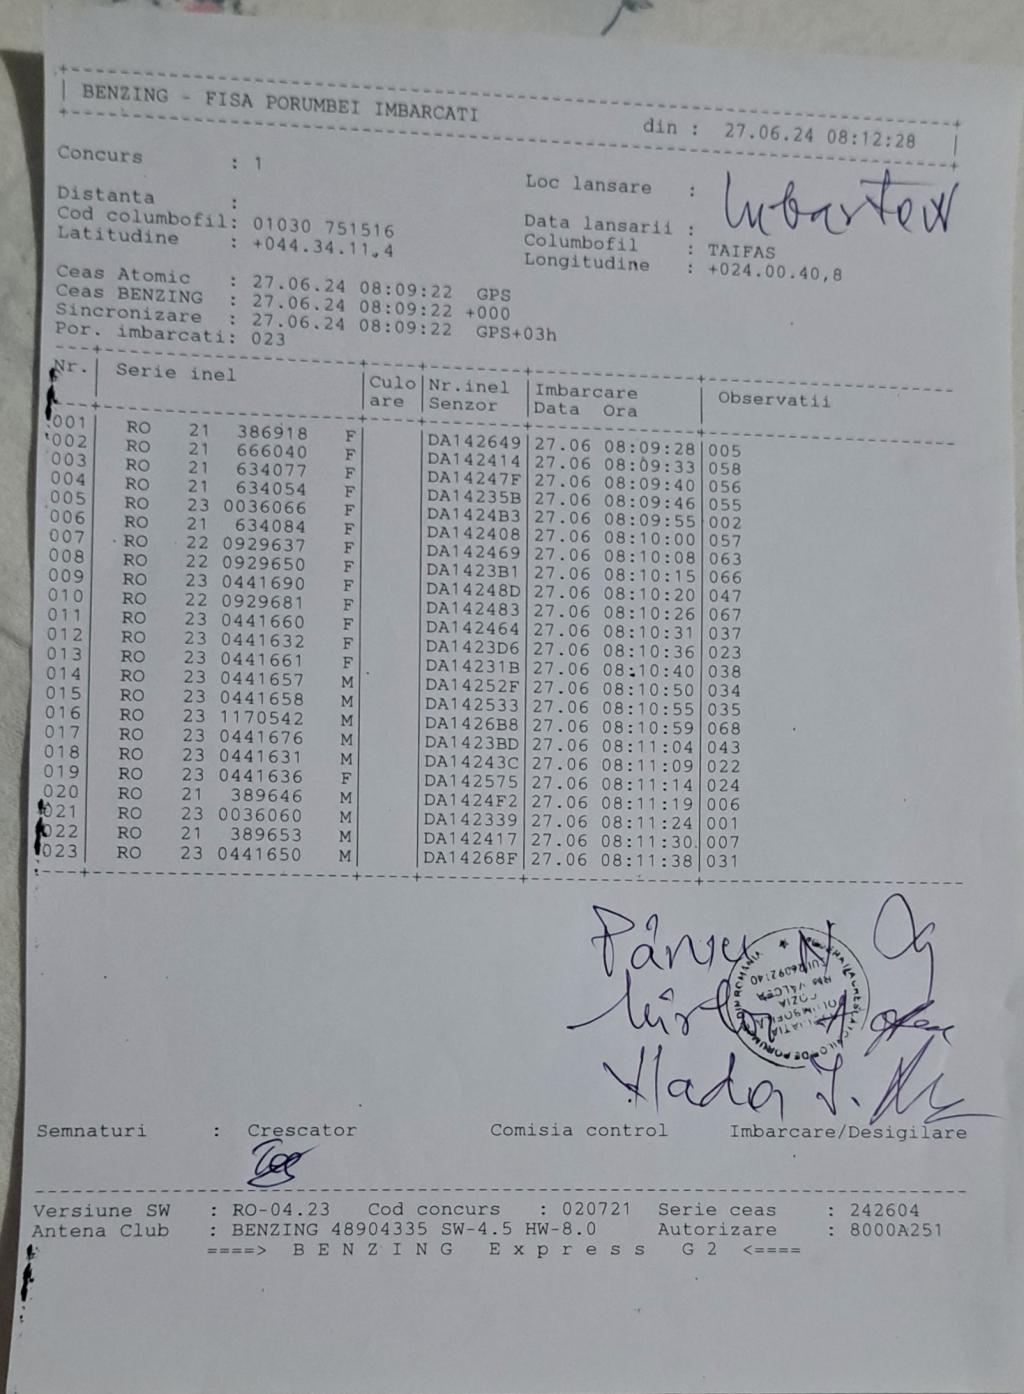 BENZING - FISA PORUMBEI IMBARCATI din : 27.06.24 08:12:28
Concurs : 1 Loc lansare : Lubartow
Distanta : Data lansarii :
Cod columbofil: 01030 751516 Columbofil : TAIFAS
Latitudine : +044.34.11,4 Longitudine : +024.00.40,8
Ceas Atomic : 27.06.24 08:09:22 GPS
Ceas BENZING : 27.06.24 08:09:22 +000
Sincronizare : 27.06.24 08:09:22 GPS+03h
Por. imbarcati: 023
Nr. Serie inel Culo Nr.inel Imbarcare Observatii
are Senzor Data Ora
001 RO 21 386918 F DA142649 27.06 08:09:28 005
002 RO 21 666040 F DA142414 27.06 08:09:33 058
003 RO 21 634077 F DA14247F 27.06 08:09:40 056
004 RO 21 634054 F DA14235B 27.06 08:09:46 055
005 RO 23 0036066 F DA1424B3 27.06 08:09:55 002
006 RO 21 634084 F DA142408 27.06 08:10:00 057
007 RO 22 0929637 F DA142469 27.06 08:10:08 063
008 RO 22 0929650 F DA1423B1 27.06 08:10:15 066
009 RO 23 0441690 F DA14248D 27.06 08:10:20 047
010 RO 22 0929681 F DA142483 27.06 08:10:26 067
011 RO 23 0441660 F DA142464 27.06 08:10:31 037
012 RO 23 0441632 F DA1423D6 27.06 08:10:36 023
013 RO 23 0441661 F DA14231B 27.06 08:10:40 038
014 RO 23 0441657 M DA14252F 27.06 08:10:50 034
015 RO 23 0441658 M DA142533 27.06 08:10:55 035
016 RO 23 1170542 M DA1426B8 27.06 08:10:59 068
017 RO 23 0441676 M DA1423BD 27.06 08:11:04 043
018 RO 23 0441631 M DA14243C 27.06 08:11:09 022
019 RO 23 0441636 F DA142575 27.06 08:11:14 024
020 RO 21 389646 M DA1424F2 27.06 08:11:19 006
021 RO 23 0036060 M DA142339 27.06 08:11:24 001
022 RO 21 389653 M DA142417 27.06 08:11:30 007
023 RO 23 0441650 M DA14268F 27.06 08:11:38 031
Vlada I.
Semnaturi : Crescator Comisia control Imbarcare/Desigilare
Versiune SW : RO-04.23 Cod concurs : 020721 Serie ceas : 242604
Antena Club : BENZING 48904335 SW-4.5 HW-8.0 Autorizare : 8000A251
====> B E N Z I N G E x p r e s s G 2 <====